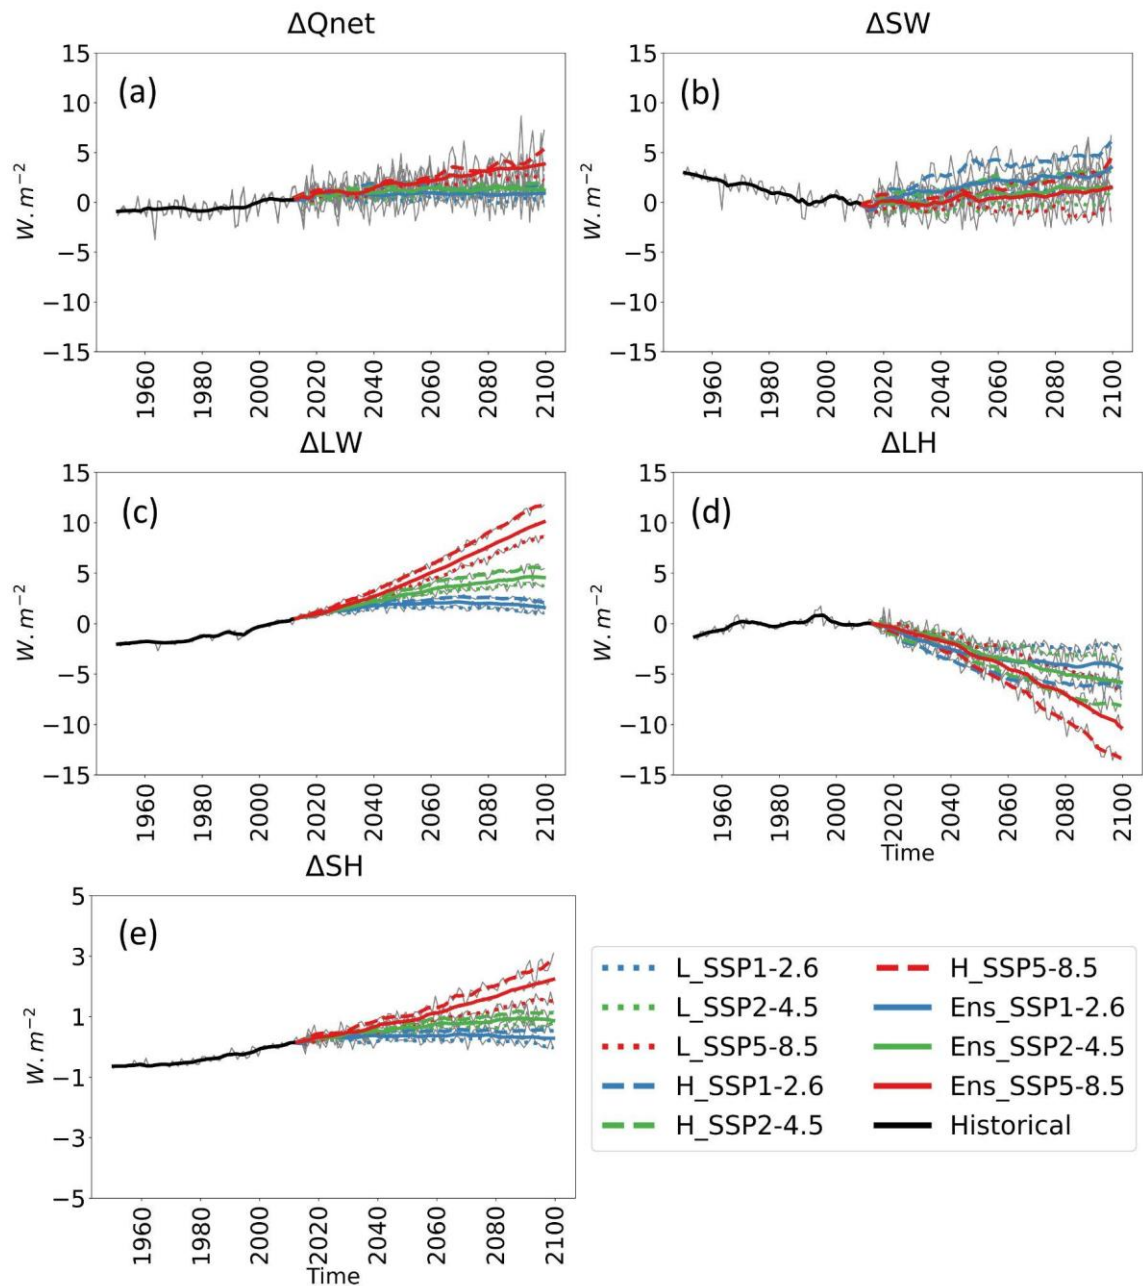 ΔQnet
(a)
15
10
5
0
−5
−10
−15
W. m⁻²
1960
1980
2000
2020
2040
2060
2080
2100
ΔSW
(b)
15
10
5
0
−5
−10
−15
W. m⁻²
1960
1980
2000
2020
2040
2060
2080
2100
ΔLW
(c)
15
10
5
0
−5
−10
−15
W. m⁻²
1960
1980
2000
2020
2040
2060
2080
2100
ΔLH
(d)
15
10
5
0
−5
−10
−15
W. m⁻²
1960
1980
2000
2020
2040
2060
2080
2100
Time
ΔSH
(e)
5
3
1
−1
−3
−5
W. m⁻²
1960
1980
2000
2020
2040
2060
2080
2100
Time
L_SSP1-2.6
L_SSP2-4.5
L_SSP5-8.5
H_SSP1-2.6
H_SSP2-4.5
H_SSP5-8.5
Ens_SSP1-2.6
Ens_SSP2-4.5
Ens_SSP5-8.5
Historical